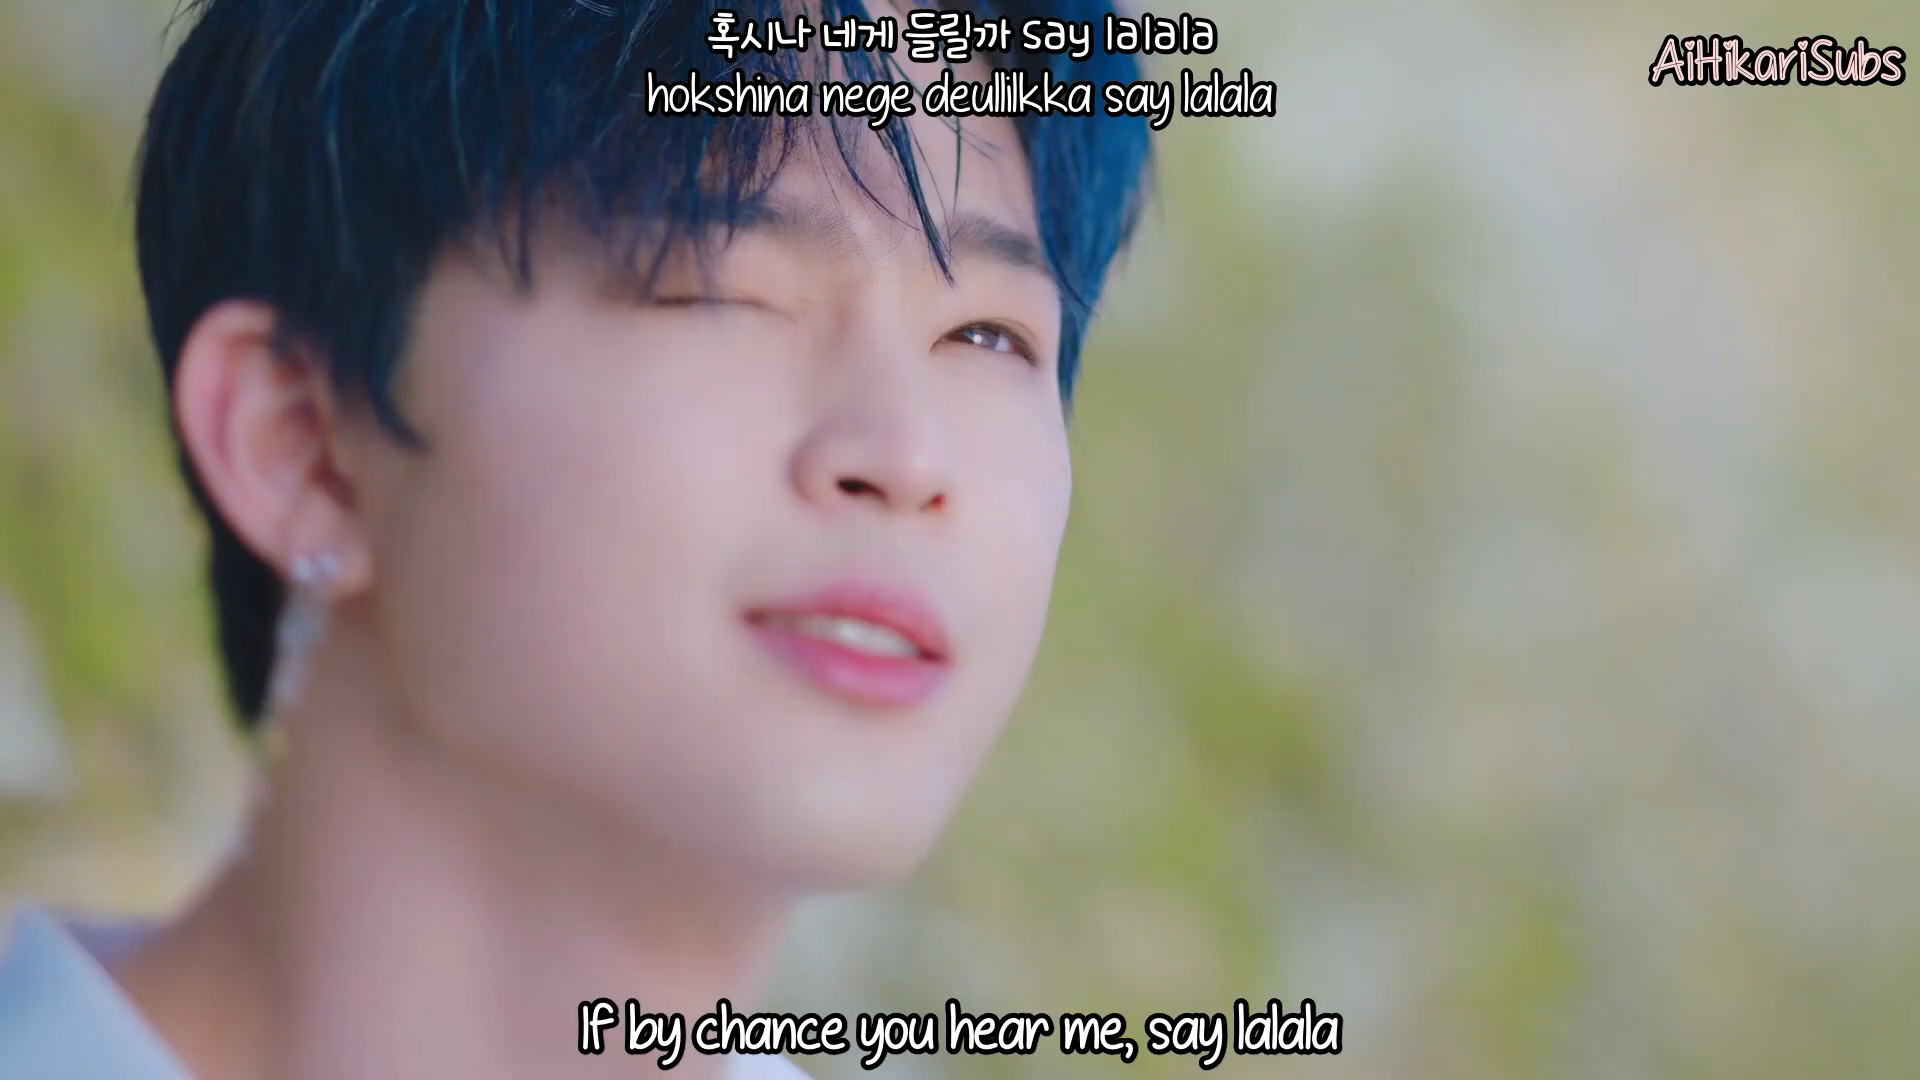 혹시나 네게 들릴까 say lalala
hokshina nege deullilkka say lalala
AiHikariSubs
If by chance you hear me, say lalala